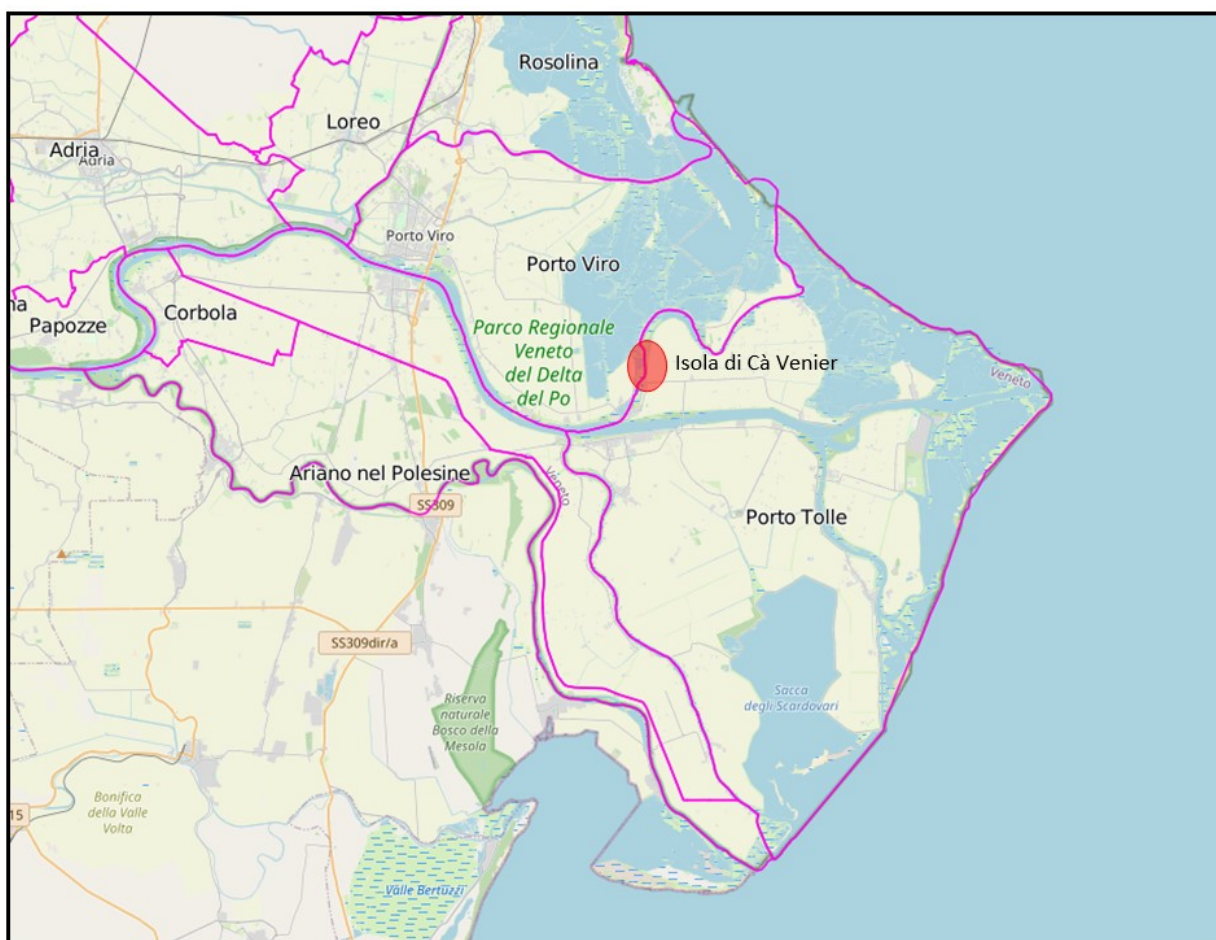 Rosolina
Loreo
Adria
Adria
Porto Viro
Porto Viro
na
Papozze
Corbola
Parco Regionale
Veneto
del Delta
del Po
Isola di Cà Venier
Veneto
Ariano nel Polesine
Veneto
SS309
Porto Tolle
SS309dir/a
Riserva
naturale
Bosco della
Mesola
Sacca
degli Scardovari
Bonifica
della Valle
Volta
15
Valle Bertuzzi